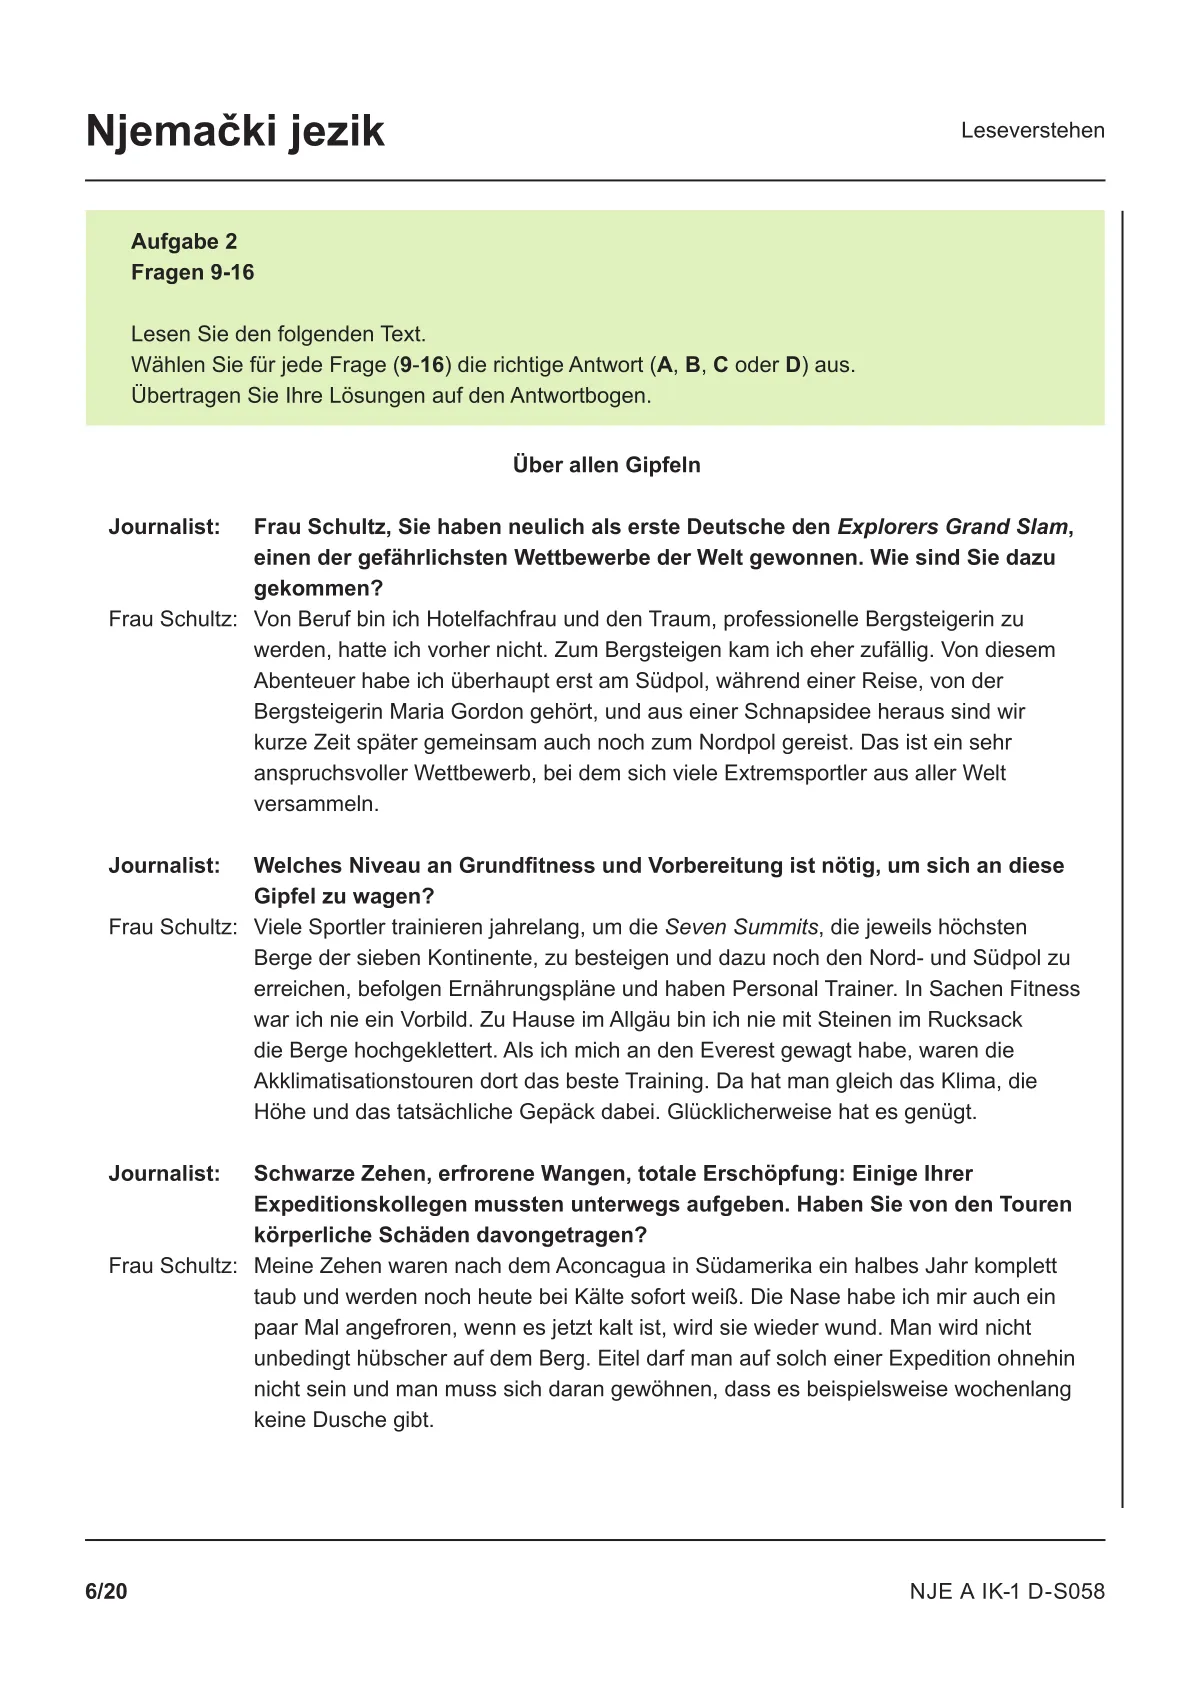 Njemački jezik
Leseverstehen
Aufgabe 2
Fragen 9-16
Lesen Sie den folgenden Text.
Wählen Sie für jede Frage (9-16) die richtige Antwort (A, B, C oder D) aus.
Übertragen Sie Ihre Lösungen auf den Antwortbogen.
Über allen Gipfeln
Journalist: Frau Schultz, Sie haben neulich als erste Deutsche den Explorers Grand Slam,
einen der gefährlichsten Wettbewerbe der Welt gewonnen. Wie sind Sie dazu
gekommen?
Frau Schultz: Von Beruf bin ich Hotelfachfrau und den Traum, professionelle Bergsteigerin zu
werden, hatte ich vorher nicht. Zum Bergsteigen kam ich eher zufällig. Von diesem
Abenteuer habe ich überhaupt erst am Südpol, während einer Reise, von der
Bergsteigerin Maria Gordon gehört, und aus einer Schnapsidee heraus sind wir
kurze Zeit später gemeinsam auch noch zum Nordpol gereist. Das ist ein sehr
anspruchsvoller Wettbewerb, bei dem sich viele Extremsportler aus aller Welt
versammeln.
Journalist: Welches Niveau an Grundfitness und Vorbereitung ist nötig, um sich an diese
Gipfel zu wagen?
Frau Schultz: Viele Sportler trainieren jahrelang, um die Seven Summits, die jeweils höchsten
Berge der sieben Kontinente, zu besteigen und dazu noch den Nord- und Südpol zu
erreichen, befolgen Ernährungspläne und haben Personal Trainer. In Sachen Fitness
war ich nie ein Vorbild. Zu Hause im Allgäu bin ich nie mit Steinen im Rucksack
die Berge hochgeklettert. Als ich mich an den Everest gewagt habe, waren die
Akklimatisationstouren dort das beste Training. Da hat man gleich das Klima, die
Höhe und das tatsächliche Gepäck dabei. Glücklicherweise hat es genügt.
Journalist: Schwarze Zehen, erfrorene Wangen, totale Erschöpfung: Einige Ihrer
Expeditionskollegen mussten unterwegs aufgeben. Haben Sie von den Touren
körperliche Schäden davongetragen?
Frau Schultz: Meine Zehen waren nach dem Aconcagua in Südamerika ein halbes Jahr komplett
taub und werden noch heute bei Kälte sofort weiß. Die Nase habe ich mir auch ein
paar Mal angefroren, wenn es jetzt kalt ist, wird sie wieder wund. Man wird nicht
unbedingt hübscher auf dem Berg. Eitel darf man auf solch einer Expedition ohnehin
nicht sein und man muss sich daran gewöhnen, dass es beispielsweise wochenlang
keine Dusche gibt.
6/20
NJE A IK-1 D-S058